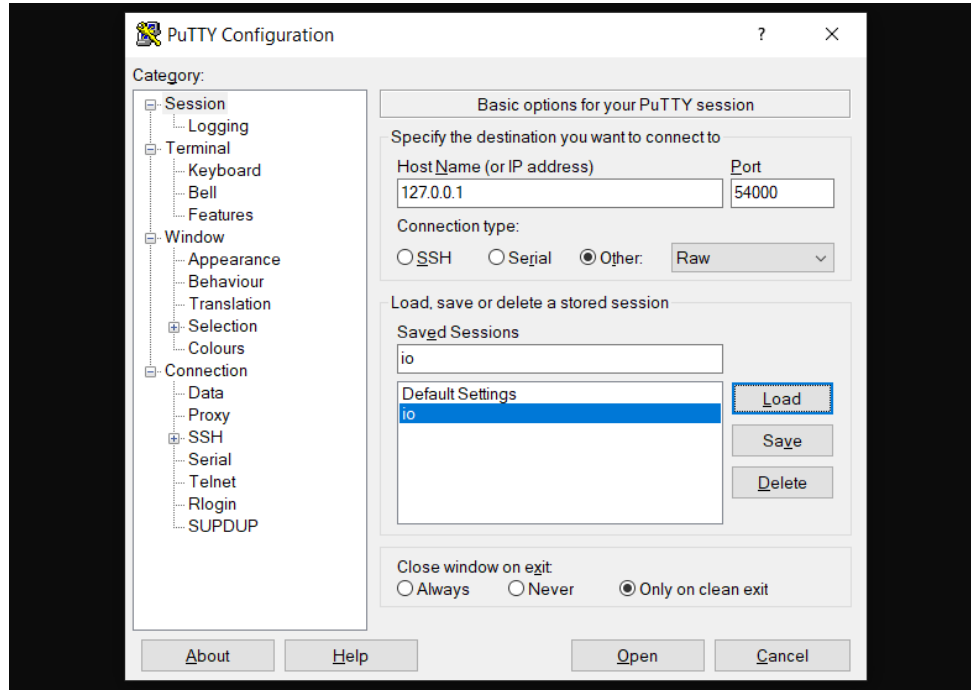 PuTTY Configuration
?
Category:
Session
Logging
Terminal
Keyboard
Bell
Features
Window
Appearance
Behaviour
Translation
Selection
Colours
Connection
Data
Proxy
SSH
Serial
Telnet
Rlogin
SUPDUP
Basic options for your PuTTY session
Specify the destination you want to connect to
Host Name (or IP address) Port
127.0.0.1 54000
Connection type:
SSH Serial Other: Raw
Load, save or delete a stored session
Saved Sessions
io
Default Settings
io
Load
Save
Delete
Close window on exit:
Always Never Only on clean exit
About Help Open Cancel